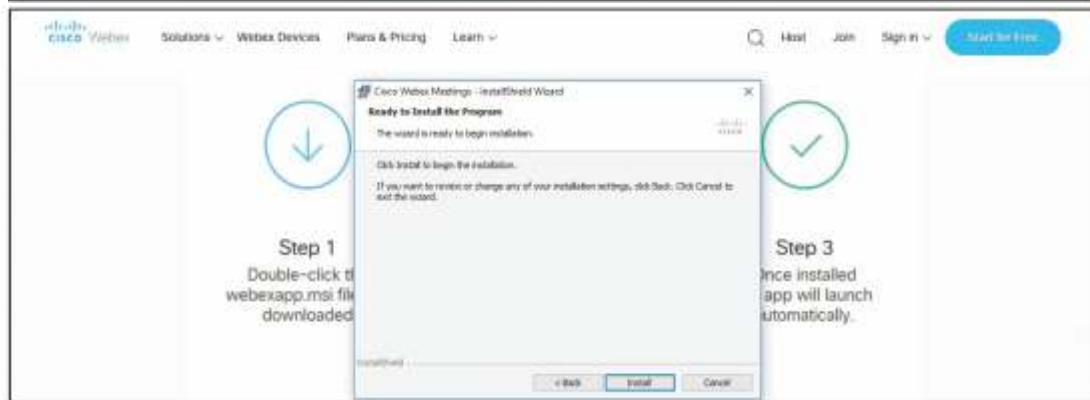 cisco Webex Solutions Webex Devices Plans & Pricing Learn Host Join Sign in Start for Free
Cisco Webex Meetings - InstallShield Wizard
Ready to Install the Program
The wizard is ready to begin installation.
cisco
Click Install to begin the installation.
If you want to review or change any of your installation settings, click Back. Click Cancel to
exit the wizard.
InstallShield
< Back Install Cancel
Step 1
Double-click t
webexapp.msi file
downloaded
Step 3
Once installed
app will launch
utomatically.